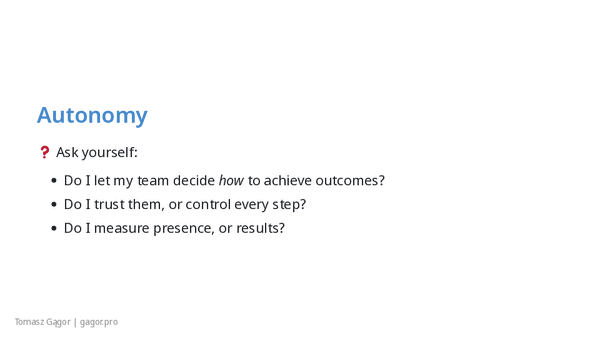 Autonomy
❓ Ask yourself:
• Do I let my team decide how to achieve outcomes?
• Do I trust them, or control every step?
• Do I measure presence, or results?
Tomasz Gągor | gagor.pro